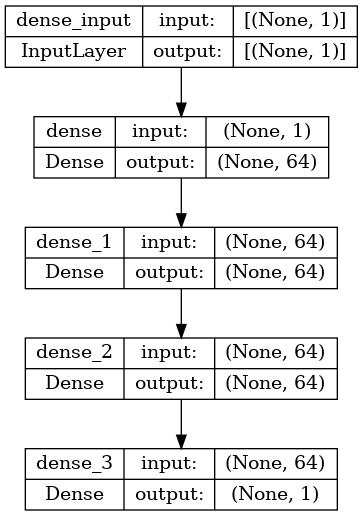 dense_input input: [(None, 1)]
InputLayer output: [(None, 1)]
dense input: (None, 1)
Dense output: (None, 64)
dense_1 input: (None, 64)
Dense output: (None, 64)
dense_2 input: (None, 64)
Dense output: (None, 64)
dense_3 input: (None, 64)
Dense output: (None, 1)